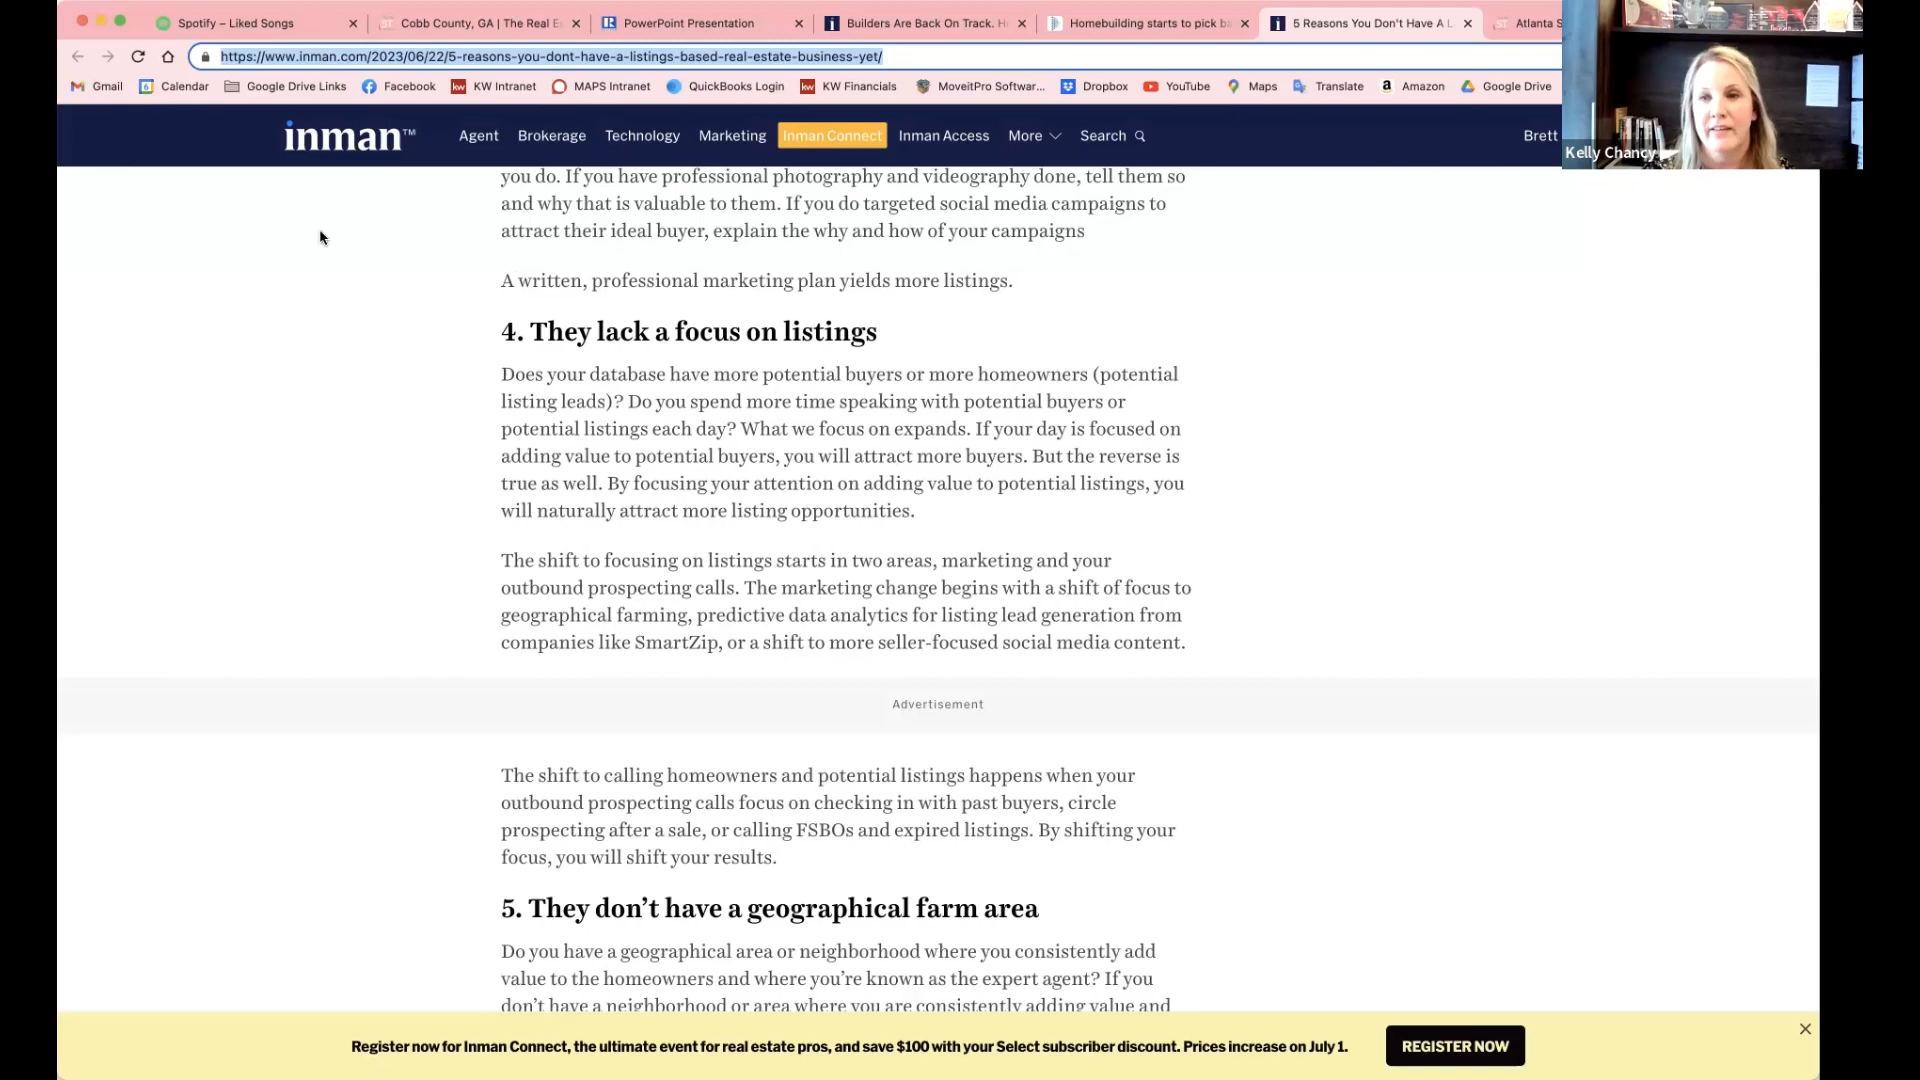 Spotify – Liked Songs
Cobb County, GA | The Real E
PowerPoint Presentation
Builders Are Back On Track. H
Homebuilding starts to pick b
5 Reasons You Don't Have A L
Atlanta S
https://www.inman.com/2023/06/22/5-reasons-you-dont-have-a-listings-based-real-estate-business-yet/
Gmail Calendar Google Drive Links Facebook KW Intranet MAPS Intranet QuickBooks Login KW Financials MoveitPro Softwar... Dropbox YouTube Maps Translate Amazon Google Drive
inman™ Agent Brokerage Technology Marketing Inman Connect Inman Access More Search Brett
Kelly Chancy
you do. If you have professional photography and videography done, tell them so
and why that is valuable to them. If you do targeted social media campaigns to
attract their ideal buyer, explain the why and how of your campaigns
A written, professional marketing plan yields more listings.
4. They lack a focus on listings
Does your database have more potential buyers or more homeowners (potential
listing leads)? Do you spend more time speaking with potential buyers or
potential listings each day? What we focus on expands. If your day is focused on
adding value to potential buyers, you will attract more buyers. But the reverse is
true as well. By focusing your attention on adding value to potential listings, you
will naturally attract more listing opportunities.
The shift to focusing on listings starts in two areas, marketing and your
outbound prospecting calls. The marketing change begins with a shift of focus to
geographical farming, predictive data analytics for listing lead generation from
companies like SmartZip, or a shift to more seller-focused social media content.
Advertisement
The shift to calling homeowners and potential listings happens when your
outbound prospecting calls focus on checking in with past buyers, circle
prospecting after a sale, or calling FSBOs and expired listings. By shifting your
focus, you will shift your results.
5. They don't have a geographical farm area
Do you have a geographical area or neighborhood where you consistently add
value to the homeowners and where you're known as the expert agent? If you
don't have a neighborhood or area where you are consistently adding value and
Register now for Inman Connect, the ultimate event for real estate pros, and save $100 with your Select subscriber discount. Prices increase on July 1.
REGISTER NOW